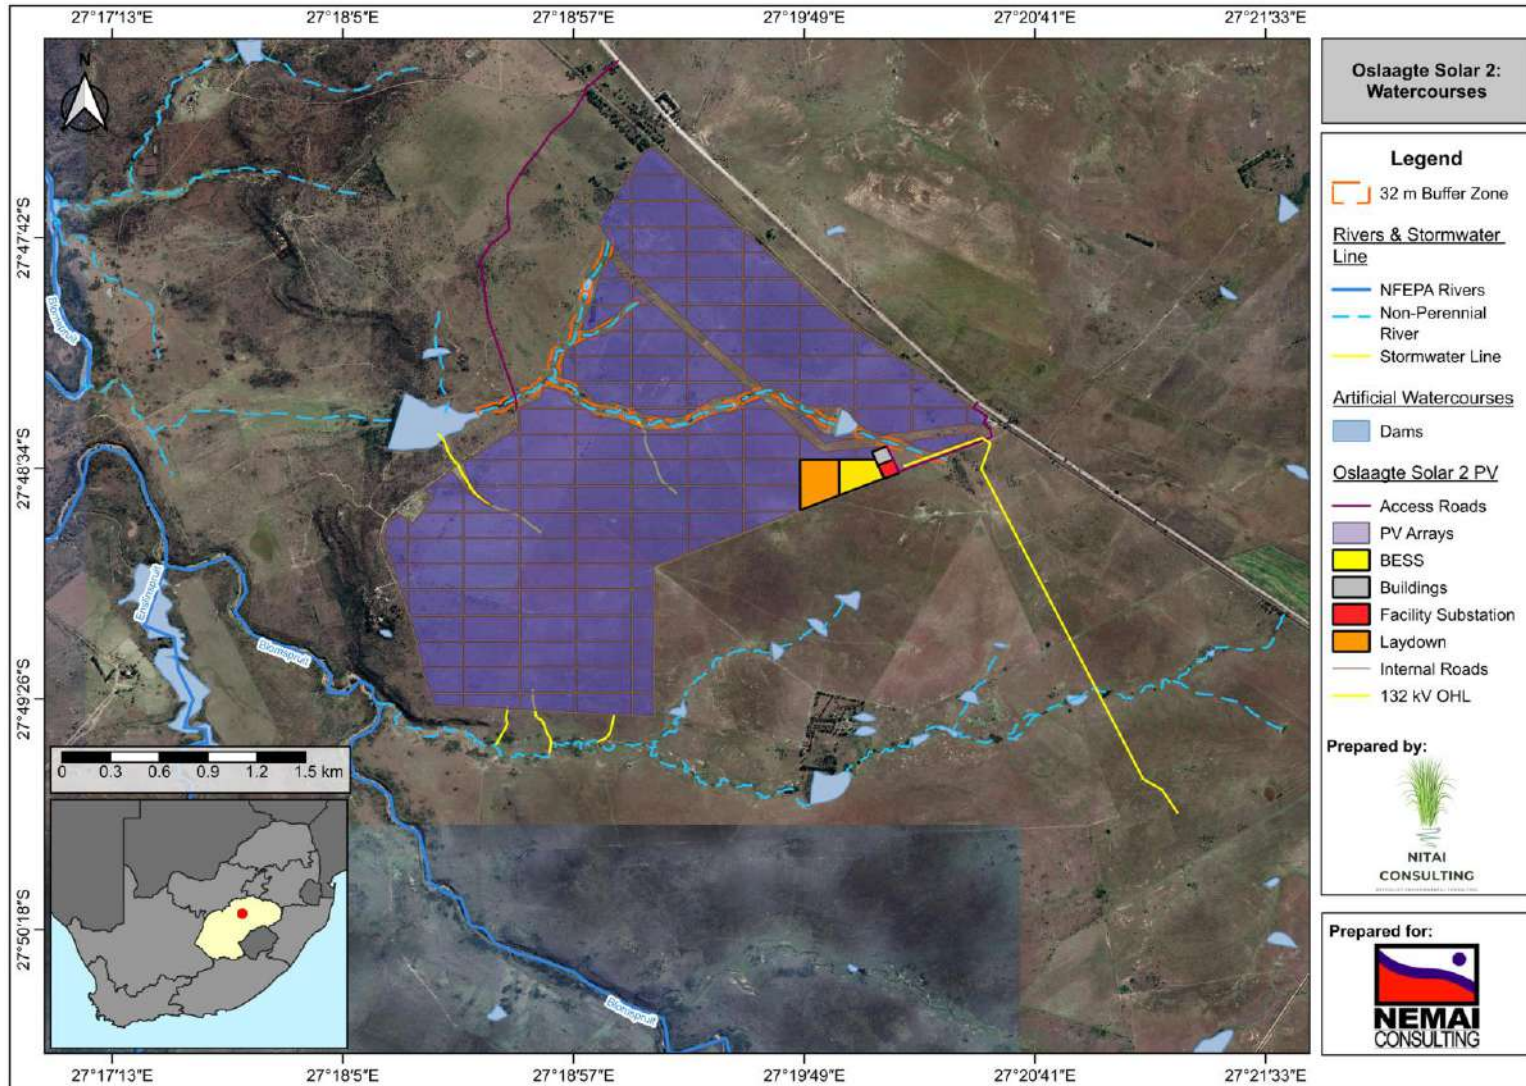 27°17'13"E
27°18'5"E
27°18'57"E
27°19'49"E
27°20'41"E
27°21'33"E
N
27°47'42"S
27°48'34"S
27°49'26"S
27°50'18"S
Blomspruit
Enslinspruit
Blomspruit
Blomspruit
0 0.3 0.6 0.9 1.2 1.5 km
27°17'13"E
27°18'5"E
27°18'57"E
27°19'49"E
27°20'41"E
27°21'33"E
Oslaagte Solar 2:
Watercourses
Legend
32 m Buffer Zone
Rivers & Stormwater
Line
NFEPA Rivers
Non-Perennial
River
Stormwater Line
Artificial Watercourses
Dams
Oslaagte Solar 2 PV
Access Roads
PV Arrays
BESS
Buildings
Facility Substation
Laydown
Internal Roads
132 kV OHL
Prepared by:
NITAI
CONSULTING
Prepared for:
NEMAI
CONSULTING